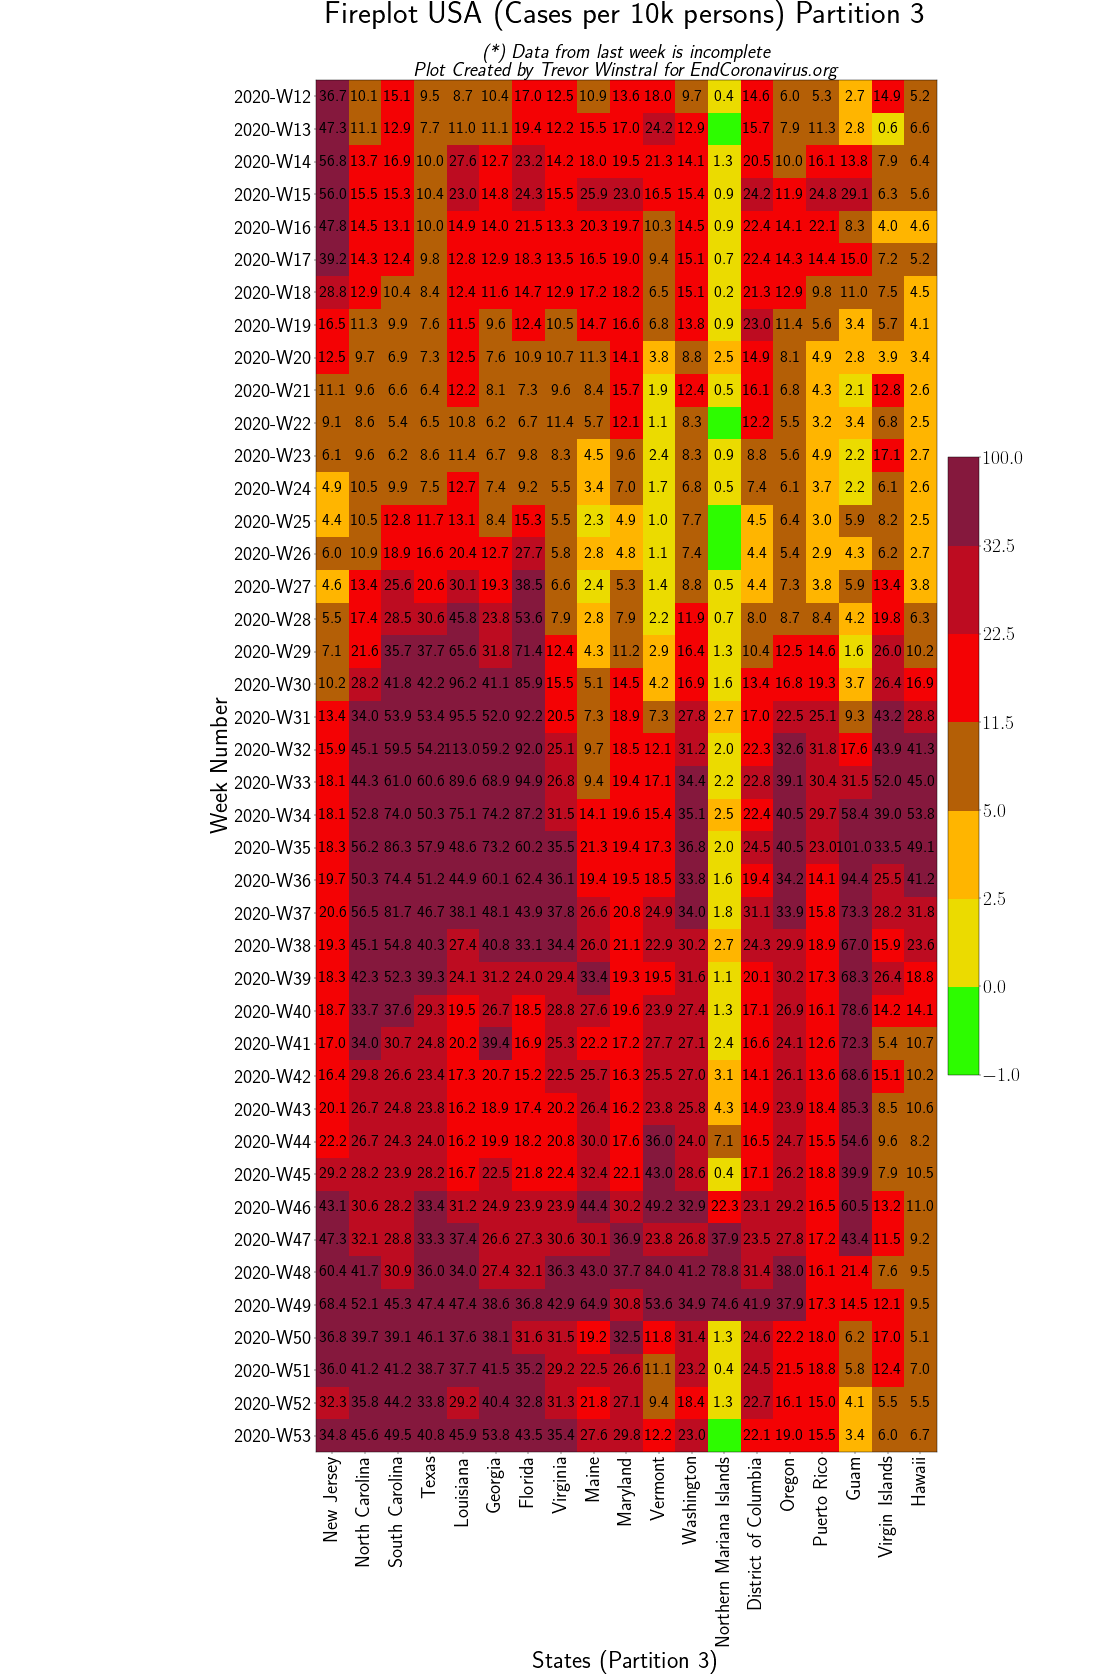 Fireplot USA (Cases per 10k persons) Partition 3
(*) Data from last week is incomplete
Plot Created by Trevor Winstral for EndCoronavirus.org
2020-W12 36.7 10.1 15.1 9.5 8.7 10.4 17.0 12.5 10.9 13.6 18.0 9.7 0.4 14.6 6.0 5.3 2.7 14.9 5.2
2020-W13 47.3 11.1 12.9 7.7 11.0 11.1 19.4 12.2 15.5 17.0 24.2 12.9 15.7 7.9 11.3 2.8 0.6 6.6
2020-W14 56.8 13.7 16.9 10.0 27.6 12.7 23.2 14.2 18.0 19.5 21.3 14.1 1.3 20.5 10.0 16.1 13.8 7.9 6.4
2020-W15 56.0 15.5 15.3 10.4 23.0 14.8 24.3 15.5 25.9 23.0 16.5 15.4 0.9 24.2 11.9 24.8 29.1 6.3 5.6
2020-W16 47.8 14.5 13.1 10.0 14.9 14.0 21.5 13.3 20.3 19.7 10.3 14.5 0.9 22.4 14.1 22.1 8.3 4.0 4.6
2020-W17 39.2 14.3 12.4 9.8 12.8 12.9 18.3 13.5 16.5 19.0 9.4 15.1 0.7 22.4 14.3 14.4 15.0 7.2 5.2
2020-W18 28.8 12.9 10.4 8.4 12.4 11.6 14.7 12.9 17.2 18.2 6.5 15.1 0.2 21.3 12.9 9.8 11.0 7.5 4.5
2020-W19 16.5 11.3 9.9 7.6 11.5 9.6 12.4 10.5 14.7 16.6 6.8 13.8 0.9 23.0 11.4 5.6 3.4 5.7 4.1
2020-W20 12.5 9.7 6.9 7.3 12.5 7.6 10.9 10.7 11.3 14.1 3.8 8.8 2.5 14.9 8.1 4.9 2.8 3.9 3.4
2020-W21 11.1 9.6 6.6 6.4 12.2 8.1 7.3 9.6 8.4 15.7 1.9 12.4 0.5 16.1 6.8 4.3 2.1 12.8 2.6
2020-W22 9.1 8.6 5.4 6.5 10.8 6.2 6.7 11.4 5.7 12.1 1.1 8.3 12.2 5.5 3.2 3.4 6.8 2.5
2020-W23 6.1 9.6 6.2 8.6 11.4 6.7 9.8 8.3 4.5 9.6 2.4 8.3 0.9 8.8 5.6 4.9 2.2 17.1 2.7
2020-W24 4.9 10.5 9.9 7.5 12.7 7.4 9.2 5.5 3.4 7.0 1.7 6.8 0.5 7.4 6.1 3.7 2.2 6.1 2.6
2020-W25 4.4 10.5 12.8 11.7 13.1 8.4 15.3 5.5 2.3 4.9 1.0 7.7 4.5 6.4 3.0 5.9 8.2 2.5
2020-W26 6.0 10.9 18.9 16.6 20.4 12.7 27.7 5.8 2.8 4.8 1.1 7.4 4.4 5.4 2.9 4.3 6.2 2.7
2020-W27 4.6 13.4 25.6 20.6 30.1 19.3 38.5 6.6 2.4 5.3 1.4 8.8 0.5 4.4 7.3 3.8 5.9 13.4 3.8
2020-W28 5.5 17.4 28.5 30.6 45.8 23.8 53.6 7.9 2.8 7.9 2.2 11.9 0.7 8.0 8.7 8.4 4.2 19.8 6.3
2020-W29 7.1 21.6 35.7 37.7 65.6 31.8 71.4 12.4 4.3 11.2 2.9 16.4 1.3 10.4 12.5 14.6 1.6 26.0 10.2
2020-W30 10.2 28.2 41.8 42.2 96.2 41.1 85.9 15.5 5.1 14.5 4.2 16.9 1.6 13.4 16.8 19.3 3.7 26.4 16.9
2020-W31 13.4 34.0 53.9 53.4 95.5 52.0 92.2 20.5 7.3 18.9 7.3 27.8 2.7 17.0 22.5 25.1 9.3 43.2 28.8
2020-W32 15.9 45.1 59.5 54.2 113.0 59.2 92.0 25.1 9.7 18.5 12.1 31.2 2.0 22.3 32.6 31.8 17.6 43.9 41.3
2020-W33 18.1 44.3 61.0 60.6 89.6 68.9 94.9 26.8 9.4 19.4 17.1 34.4 2.2 22.8 39.1 30.4 31.5 52.0 45.0
2020-W34 18.1 52.8 74.0 50.3 75.1 74.2 87.2 31.5 14.1 19.6 15.4 35.1 2.5 22.4 40.5 29.7 58.4 39.0 53.8
2020-W35 18.3 56.2 86.3 57.9 48.6 73.2 60.2 35.5 21.3 19.4 17.3 36.8 2.0 24.5 40.5 23.0 101.0 33.5 49.1
2020-W36 19.7 50.3 74.4 51.2 44.9 60.1 62.4 36.1 19.4 19.5 18.5 33.8 1.6 19.4 34.2 14.1 94.4 25.5 41.2
2020-W37 20.6 56.5 81.7 46.7 38.1 48.1 43.9 37.8 26.6 20.8 24.9 34.0 1.8 31.1 33.9 15.8 73.3 28.2 31.8
2020-W38 19.3 45.1 54.8 40.3 27.4 40.8 33.1 34.4 26.0 21.1 22.9 30.2 2.7 24.3 29.9 18.9 67.0 15.9 23.6
2020-W39 18.3 42.3 52.3 39.3 24.1 31.2 24.0 29.4 33.4 19.3 19.5 31.6 1.1 20.1 30.2 17.3 68.3 26.4 18.8
2020-W40 18.7 33.7 37.6 29.3 19.5 26.7 18.5 28.8 27.6 19.6 23.9 27.4 1.3 17.1 26.9 16.1 78.6 14.2 14.1
2020-W41 17.0 34.0 30.7 24.8 20.2 39.4 16.9 25.3 22.2 17.2 27.7 27.1 2.4 16.6 24.1 12.6 72.3 5.4 10.7
2020-W42 16.4 29.8 26.6 23.4 17.3 20.7 15.2 22.5 25.7 16.3 25.5 27.0 3.1 14.1 26.1 13.6 68.6 15.1 10.2
2020-W43 20.1 26.7 24.8 23.8 16.2 18.9 17.4 20.2 26.4 16.2 23.8 25.8 4.3 14.9 23.9 18.4 85.3 8.5 10.6
2020-W44 22.2 26.7 24.3 24.0 16.2 19.9 18.2 20.8 30.0 17.6 36.0 24.0 7.1 16.5 24.7 15.5 54.6 9.6 8.2
2020-W45 29.2 28.2 23.9 28.2 16.7 22.5 21.8 22.4 32.4 22.1 43.0 28.6 0.4 17.1 26.2 18.8 39.9 7.9 10.5
2020-W46 43.1 30.6 28.2 33.4 31.2 24.9 23.9 23.9 44.4 30.2 49.2 32.9 22.3 23.1 29.2 16.5 60.5 13.2 11.0
2020-W47 47.3 32.1 28.8 33.3 37.4 26.6 27.3 30.6 30.1 36.9 23.8 26.8 37.9 23.5 27.8 17.2 43.4 11.5 9.2
2020-W48 60.4 41.7 30.9 36.0 34.0 27.4 32.1 36.3 43.0 37.7 84.0 41.2 78.8 31.4 38.0 16.1 21.4 7.6 9.5
2020-W49 68.4 52.1 45.3 47.4 47.4 38.6 36.8 42.9 64.9 30.8 53.6 34.9 74.6 41.9 37.9 17.3 14.5 12.1 9.5
2020-W50 36.8 39.7 39.1 46.1 37.6 38.1 31.6 31.5 19.2 32.5 11.8 31.4 1.3 24.6 22.2 18.0 6.2 17.0 5.1
2020-W51 36.0 41.2 41.2 38.7 37.7 41.5 35.2 29.2 22.5 26.6 11.1 23.2 0.4 24.5 21.5 18.8 5.8 12.4 7.0
2020-W52 32.3 35.8 44.2 33.8 29.2 40.4 32.8 31.3 21.8 27.1 9.4 18.4 1.3 22.7 16.1 15.0 4.1 5.5 5.5
2020-W53 34.8 45.6 49.5 40.8 45.9 53.8 43.5 35.4 27.6 29.8 12.2 23.0 22.1 19.0 15.5 3.4 6.0 6.7
Week Number
New Jersey
North Carolina
South Carolina
Texas
Louisiana
Georgia
Florida
Virginia
Maine
Maryland
Vermont
Washington
Northern Mariana Islands
District of Columbia
Oregon
Puerto Rico
Guam
Virgin Islands
Hawaii
States (Partition 3)
100.0
32.5
22.5
11.5
5.0
2.5
0.0
−1.0